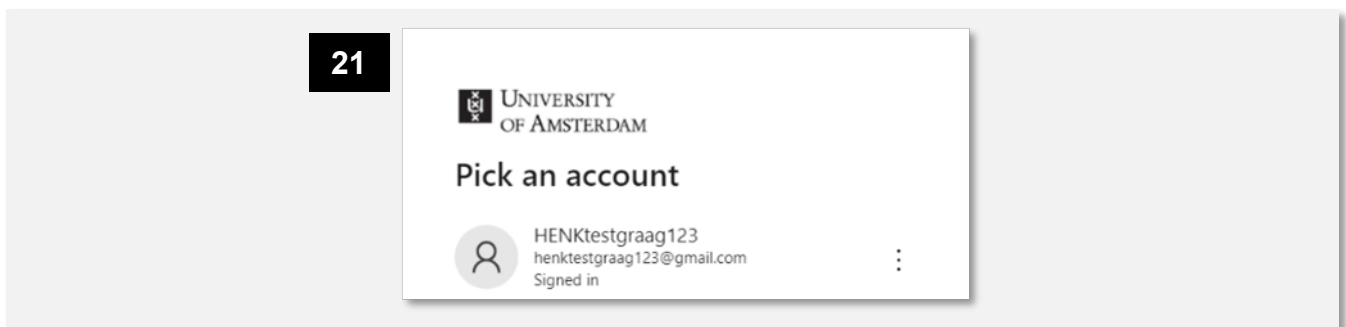 21
UNIVERSITY
OF AMSTERDAM
Pick an account
HENKtestgraag123
henktestgraag123@gmail.com
Signed in